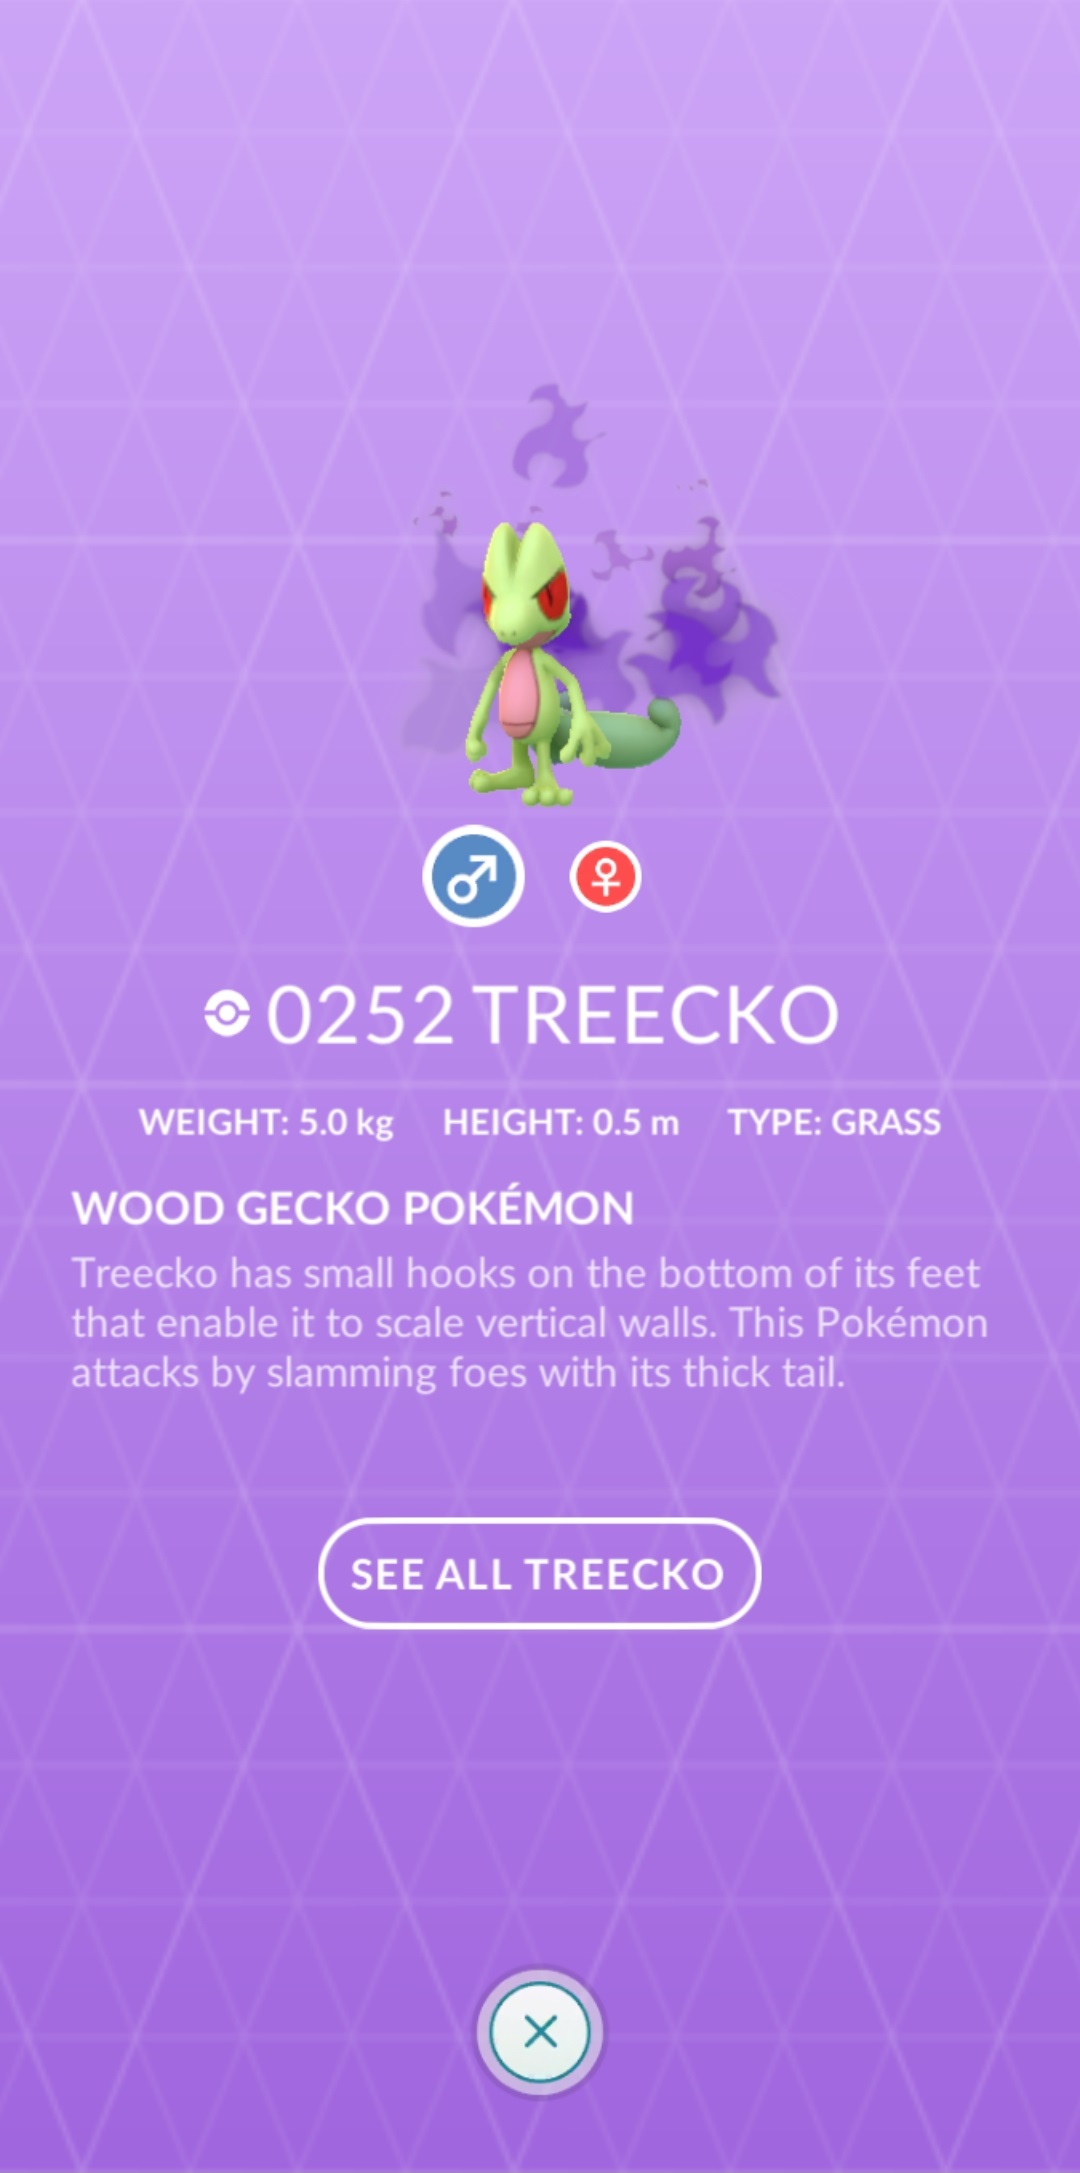 0252 TREECKO
WEIGHT: 5.0 kg HEIGHT: 0.5 m TYPE: GRASS
WOOD GECKO POKÉMON
Treecko has small hooks on the bottom of its feet
that enable it to scale vertical walls. This Pokémon
attacks by slamming foes with its thick tail.
SEE ALL TREECKO